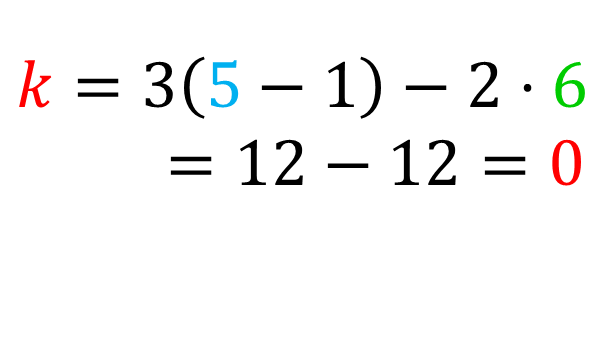 k = 3(5 − 1) − 2 · 6
= 12 − 12 = 0